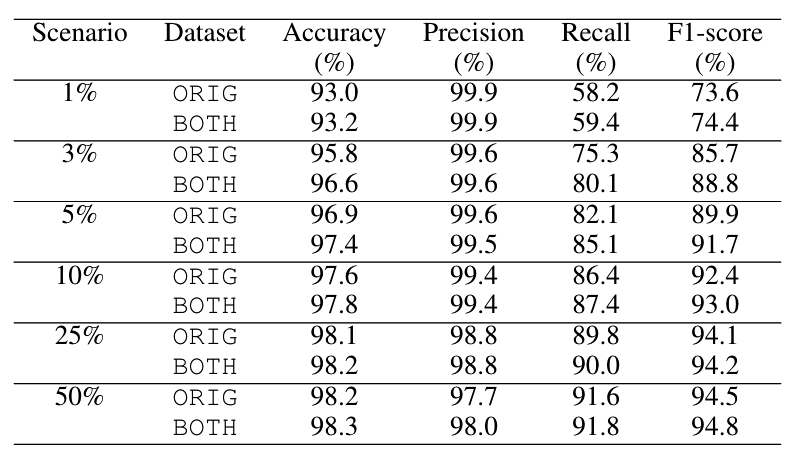 Scenario Dataset Accuracy Precision Recall F1-score
(%) (%) (%) (%)
1% ORIG 93.0 99.9 58.2 73.6
BOTH 93.2 99.9 59.4 74.4
3% ORIG 95.8 99.6 75.3 85.7
BOTH 96.6 99.6 80.1 88.8
5% ORIG 96.9 99.6 82.1 89.9
BOTH 97.4 99.5 85.1 91.7
10% ORIG 97.6 99.4 86.4 92.4
BOTH 97.8 99.4 87.4 93.0
25% ORIG 98.1 98.8 89.8 94.1
BOTH 98.2 98.8 90.0 94.2
50% ORIG 98.2 97.7 91.6 94.5
BOTH 98.3 98.0 91.8 94.8